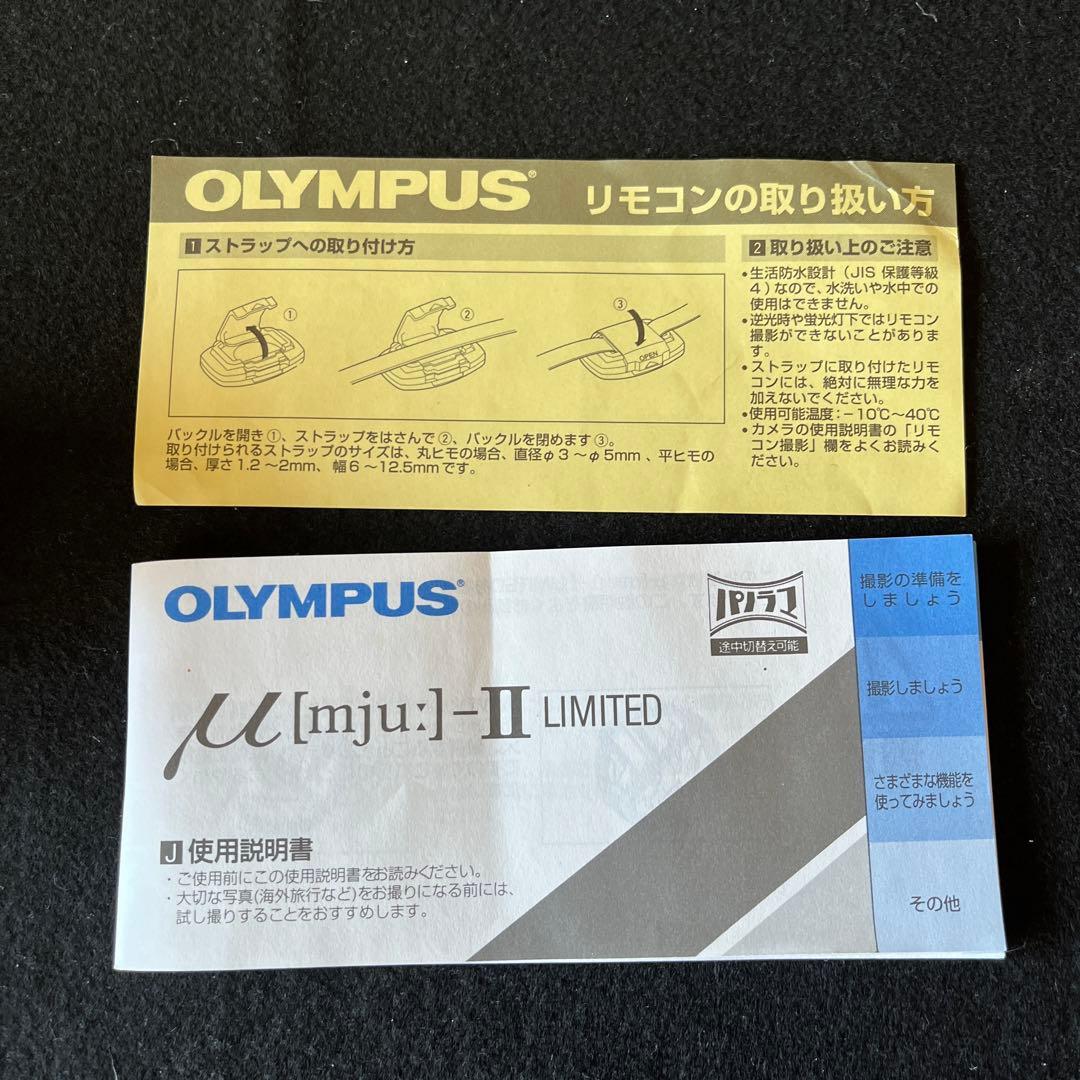 OLYMPUS® リモコンの取り扱い方
1 ストラップへの取り付け方
① ② ③
OPEN
バックルを開き①、ストラップをはさんで②、バックルを閉めます③。
取り付けられるストラップのサイズは、丸ヒモの場合、直径φ3～φ5mm、平ヒモの
場合、厚さ1.2～2mm、幅6～12.5mmです。
2 取り扱い上のご注意
•生活防水設計（JIS 保護等級
4）なので、水洗いや水中での
使用はできません。
•逆光時や蛍光灯下ではリモコン
撮影ができないことがありま
す。
•ストラップに取り付けたリモ
コンには、絶対に無理な力を
加えないでください。
•使用可能温度：－10℃～40℃
•カメラの使用説明書の「リモ
コン撮影」欄をよくお読みく
ださい。
OLYMPUS®
パノラマ
途中切替え可能
μ[mju:]-II LIMITED
J 使用説明書
・ご使用前にこの使用説明書をお読みください。
・大切な写真(海外旅行など)をお撮りになる前には、
試し撮りすることをおすすめします。
撮影の準備を
しましょう
撮影しましょう
さまざまな機能を
使ってみましょう
その他